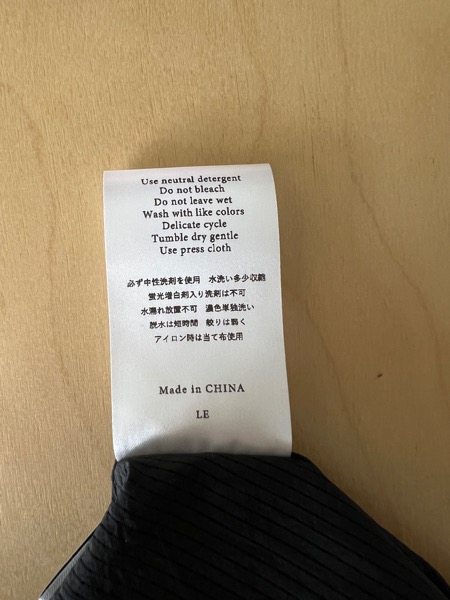 Use neutral detergent
Do not bleach
Do not leave wet
Wash with like colors
Delicate cycle
Tumble dry gentle
Use press cloth
必ず中性洗剤を使用 水洗い多少収縮
蛍光増白剤入り洗剤は不可
水濡れ放置不可 濃色単独洗い
脱水は短時間 絞りは弱く
アイロン時は当て布使用
Made in CHINA
LE